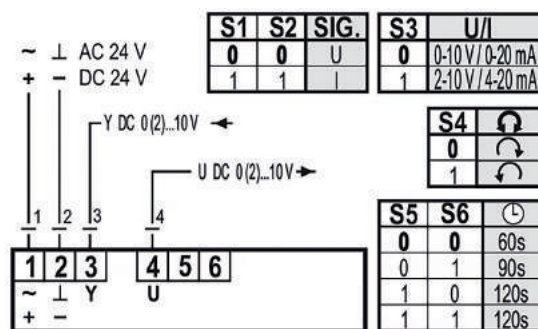 ~ ⊥ AC 24 V
+ − DC 24 V
Y DC 0(2)...10V
U DC 0(2)...10V
1 2 3 4
1 2 3 4 5 6
~ ⊥ Y U
+ −
S1 S2 SIG.
0 0 U
1 1 I
S3 U/I
0 0-10 V / 0-20 mA
1 2-10 V / 4-20 mA
S4
0
1
S5 S6
0 0 60s
0 1 90s
1 0 120s
1 1 120s